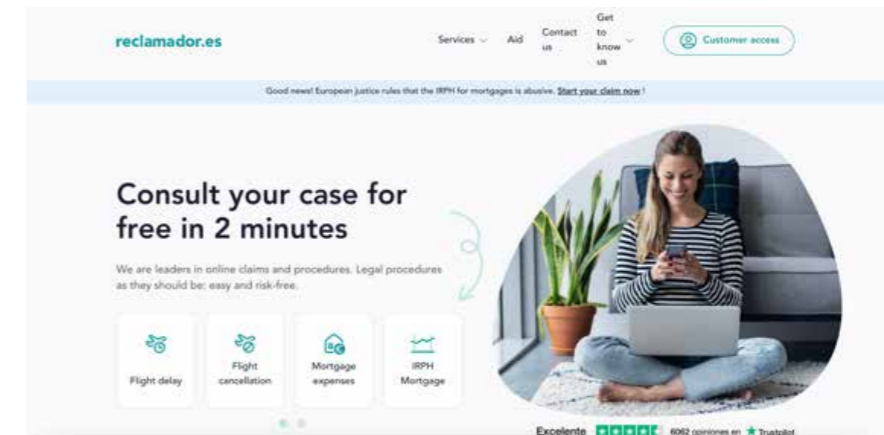 reclamador.es
Services
Aid
Contact
us
Get
to
know
us
Customer access
Good news! European justice rules that the IRPH for mortgages is abusive. Start your claim now !
Consult your case for
free in 2 minutes
We are leaders in online claims and procedures. Legal procedures
as they should be: easy and risk-free.
Flight delay
Flight
cancellation
Mortgage
expenses
IRPH
Mortgage
Excelente
6062 opiniones en
Trustpilot